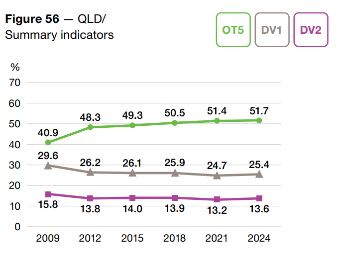 Figure 56 — QLD/
Summary indicators
OT5 DV1 DV2
%
70
60
50
40
30
20
10
0
40.9 48.3 49.3 50.5 51.4 51.7
29.6 26.2 26.1 25.9 24.7 25.4
15.8 13.8 14.0 13.9 13.2 13.6
2009 2012 2015 2018 2021 2024